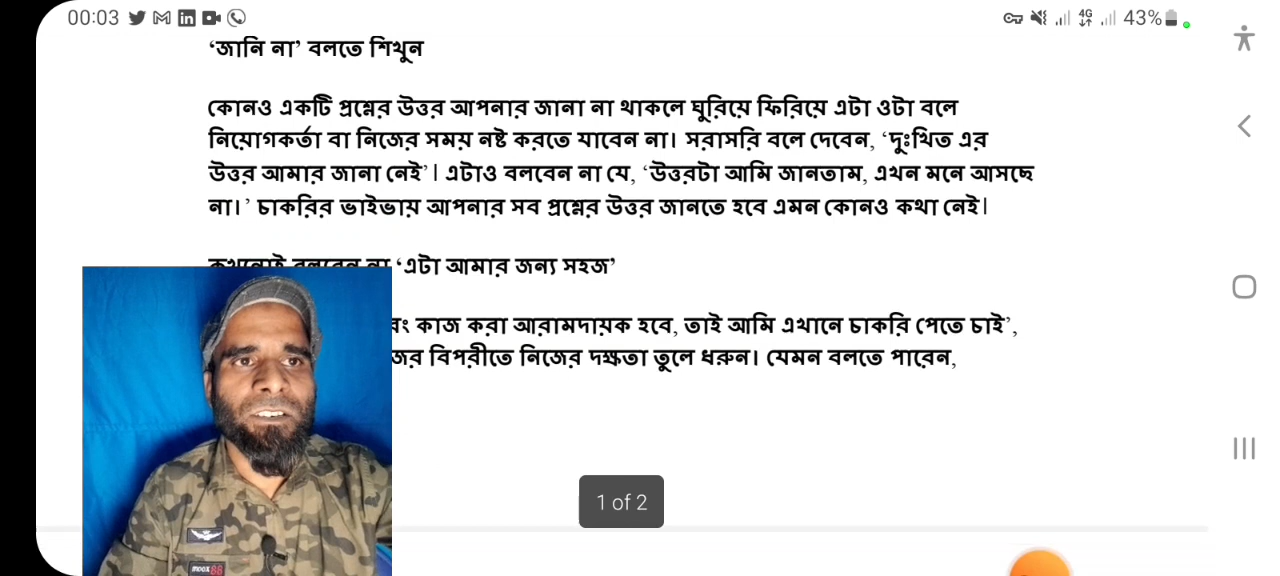 00:03
4G
43%
‘জানি না’ বলতে শিখুন
কোনও একটি প্রশ্নের উত্তর আপনার জানা না থাকলে ঘুরিয়ে ফিরিয়ে এটা ওটা বলে
নিয়োগকর্তা বা নিজের সময় নষ্ট করতে যাবেন না। সরাসরি বলে দেবেন, ‘দুঃখিত এর
উত্তর আমার জানা নেই’। এটাও বলবেন না যে, ‘উত্তরটা আমি জানতাম, এখন মনে আসছে
না।’ চাকরির ভাইভায় আপনার সব প্রশ্নের উত্তর জানতে হবে এমন কোনও কথা নেই।
‘এটা আমার জন্য সহজ’
কাজ করা আরামদায়ক হবে, তাই আমি এখানে চাকরি পেতে চাই’,
বিপরীতে নিজের দক্ষতা তুলে ধরুন। যেমন বলতে পারেন,
1 of 2